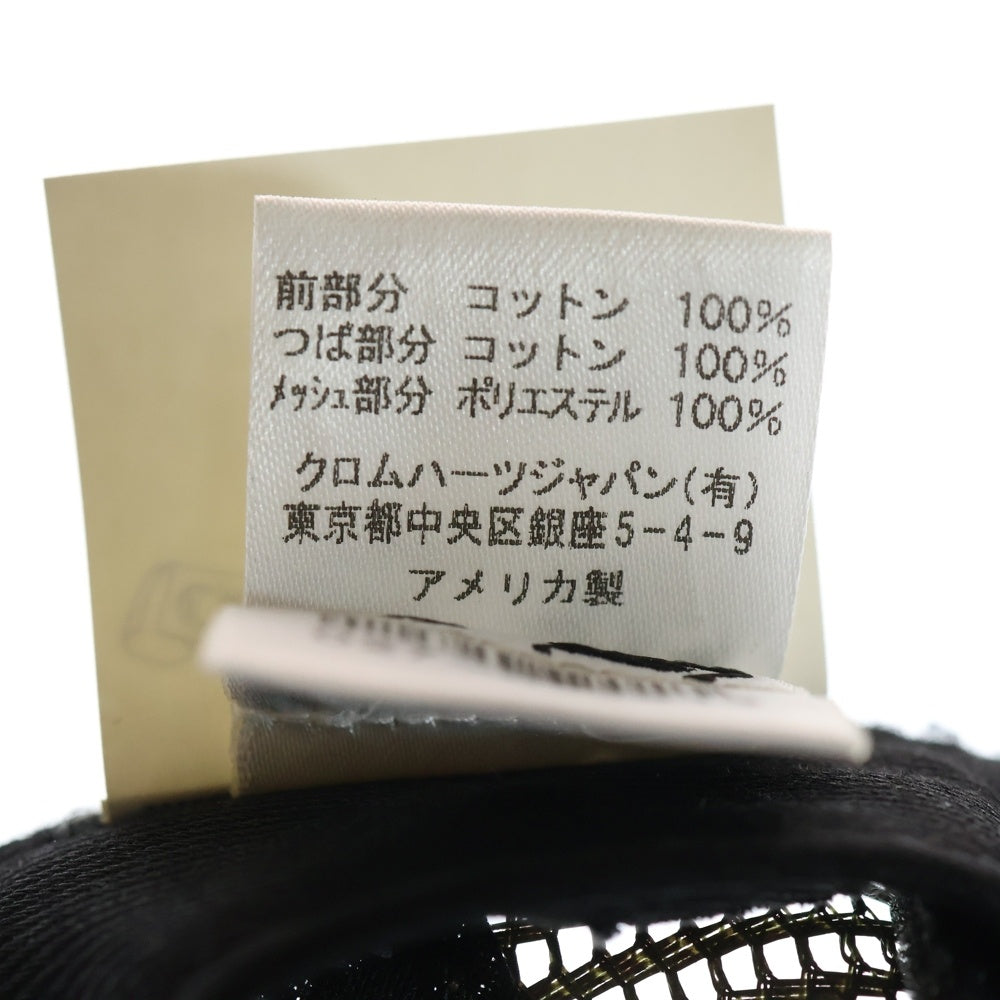 前部分 コットン 100%
つば部分 コットン 100%
メッシュ部分 ポリエステル 100%
クロムハーツジャパン(有)
東京都中央区銀座5-4-9
アメリカ製